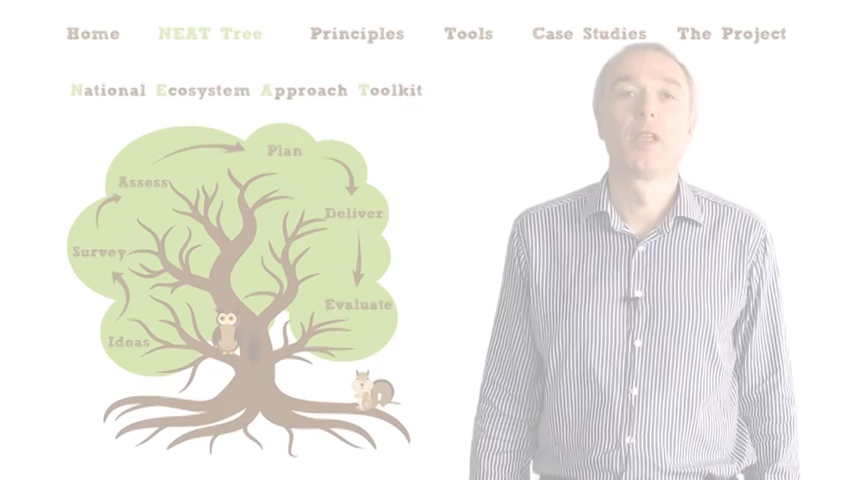 Home NEAT Tree Principles Tools Case Studies The Project
National Ecosystem Approach Toolkit
Plan
Assess
Deliver
Survey
Evaluate
Ideas